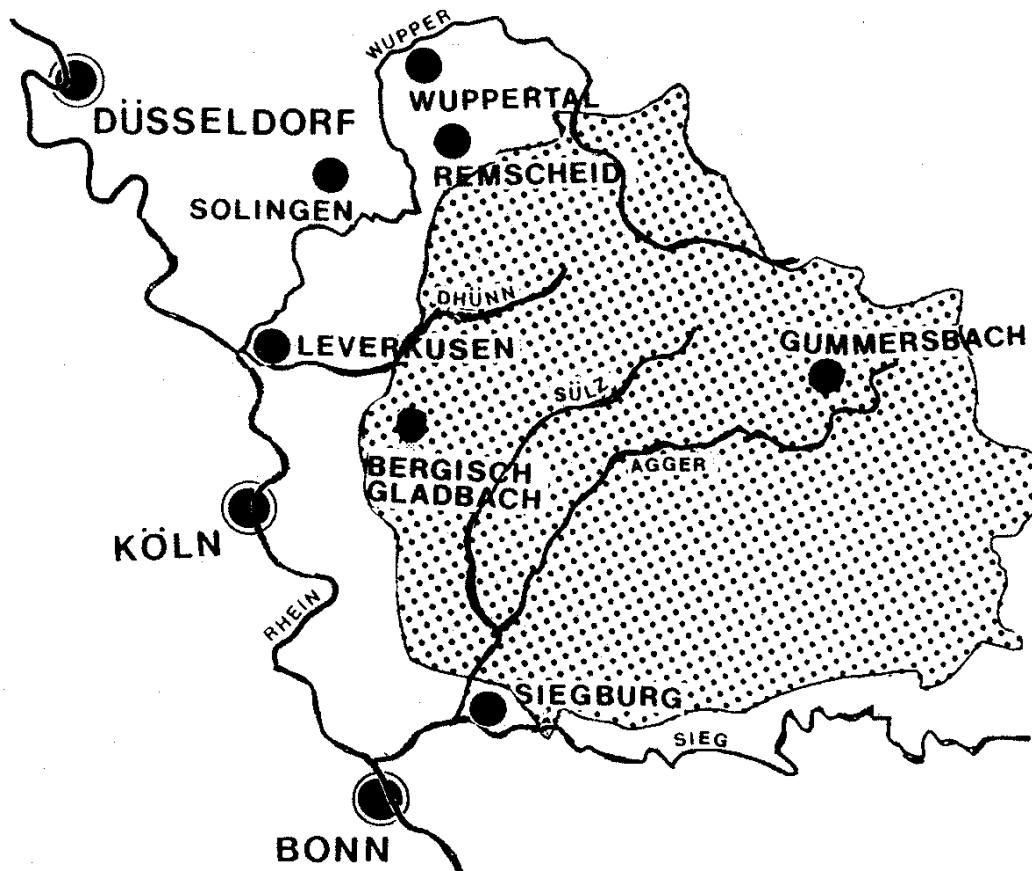 WUPPER
WUPPERTAL
DÜSSELDORF
REMSCHEID
SOLINGEN
DHÜNN
LEVERKUSEN
GUMMERSBACH
SÜLZ
AGGER
BERGISCH
GLADBACH
KÖLN
RHEIN
SIEGBURG
SIEG
BONN